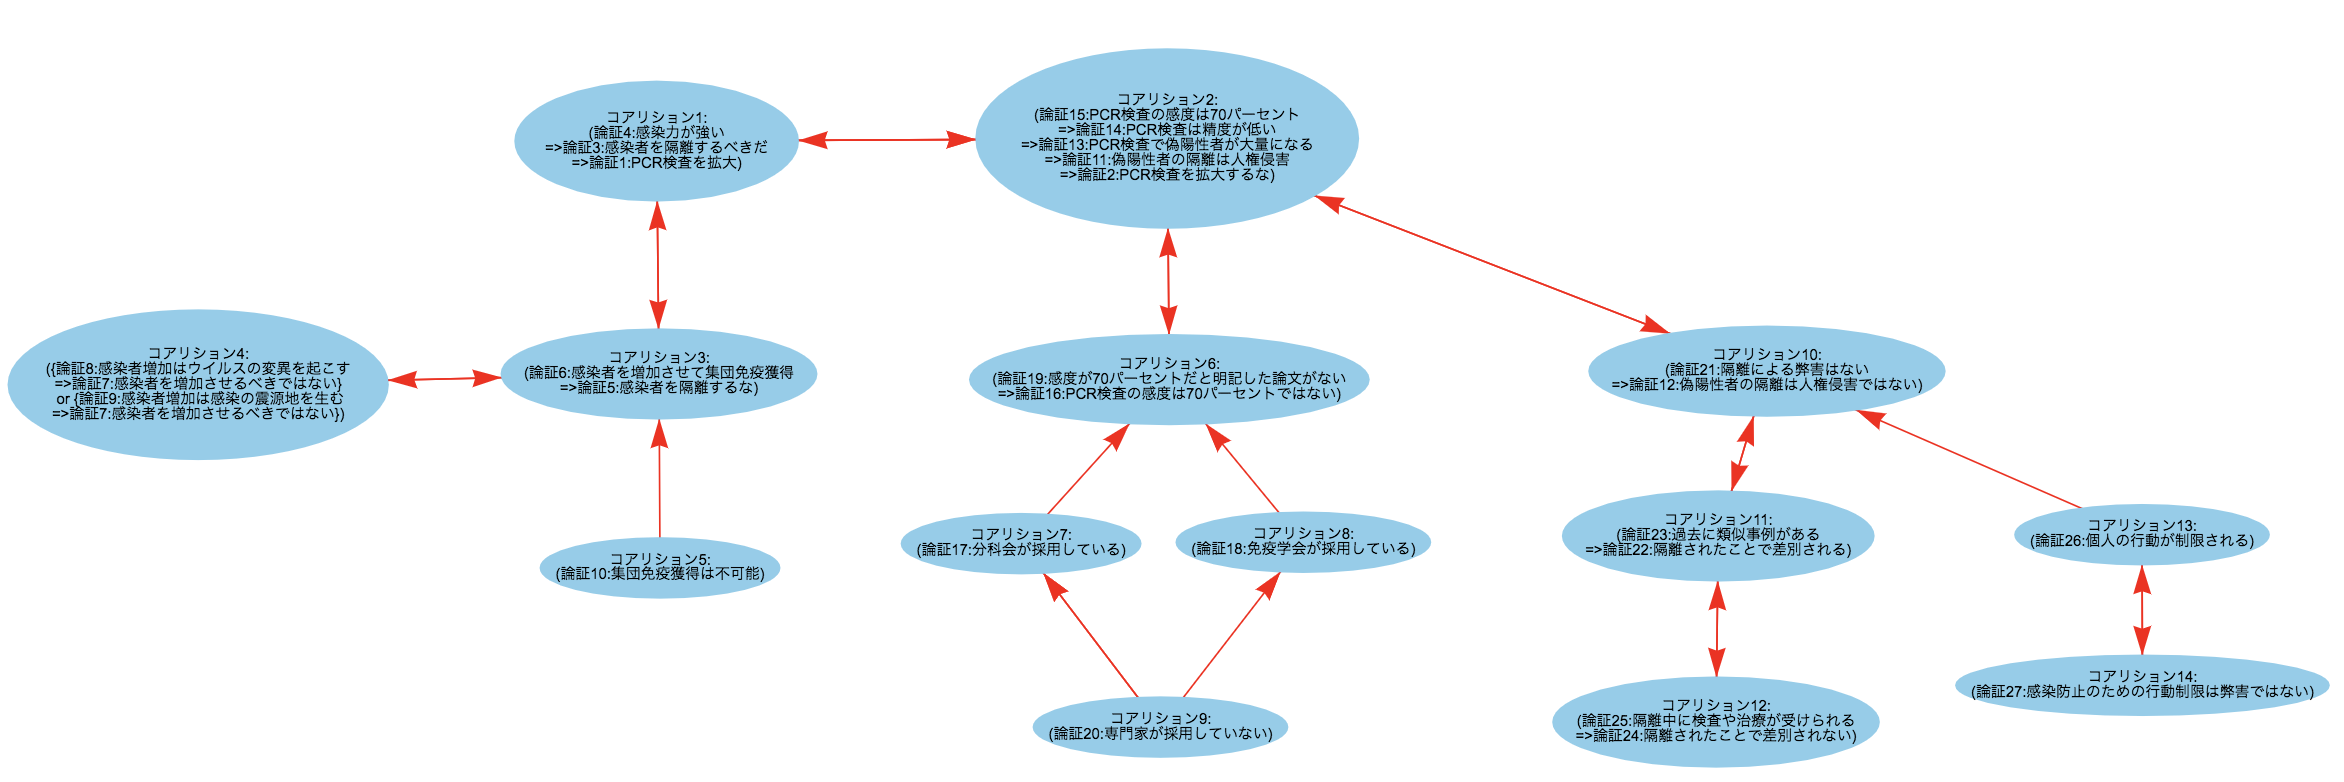 コアリション1:
(論証4:感染力が強い
=>論証3:感染者を隔離するべきだ
=>論証1:PCR検査を拡大)
コアリション2:
(論証15:PCR検査の感度は70パーセント
=>論証14:PCR検査は精度が低い
=>論証13:PCR検査で偽陽性者が大量になる
=>論証11:偽陽性者の隔離は人権侵害
=>論証2:PCR検査を拡大するな)
コアリション4:
({論証8:感染者増加はウイルスの変異を起こす
=>論証7:感染者を増加させるべきではない}
or {論証9:感染者増加は感染の震源地を生む
=>論証7:感染者を増加させるべきではない})
コアリション3:
(論証6:感染者を増加させて集団免疫獲得
=>論証5:感染者を隔離するな)
コアリション6:
(論証19:感度が70パーセントだと明記した論文がない
=>論証16:PCR検査の感度は70パーセントではない)
コアリション10:
(論証21:隔離による弊害はない
=>論証12:偽陽性者の隔離は人権侵害ではない)
コアリション5:
(論証10:集団免疫獲得は不可能)
コアリション7:
(論証17:分科会が採用している)
コアリション8:
(論証18:免疫学会が採用している)
コアリション11:
(論証23:過去に類似事例がある
=>論証22:隔離されたことで差別される)
コアリション13:
(論証26:個人の行動が制限される)
コアリション9:
(論証20:専門家が採用していない)
コアリション12:
(論証25:隔離中に検査や治療が受けられる
=>論証24:隔離されたことで差別されない)
コアリション14:
(論証27:感染防止のための行動制限は弊害ではない)